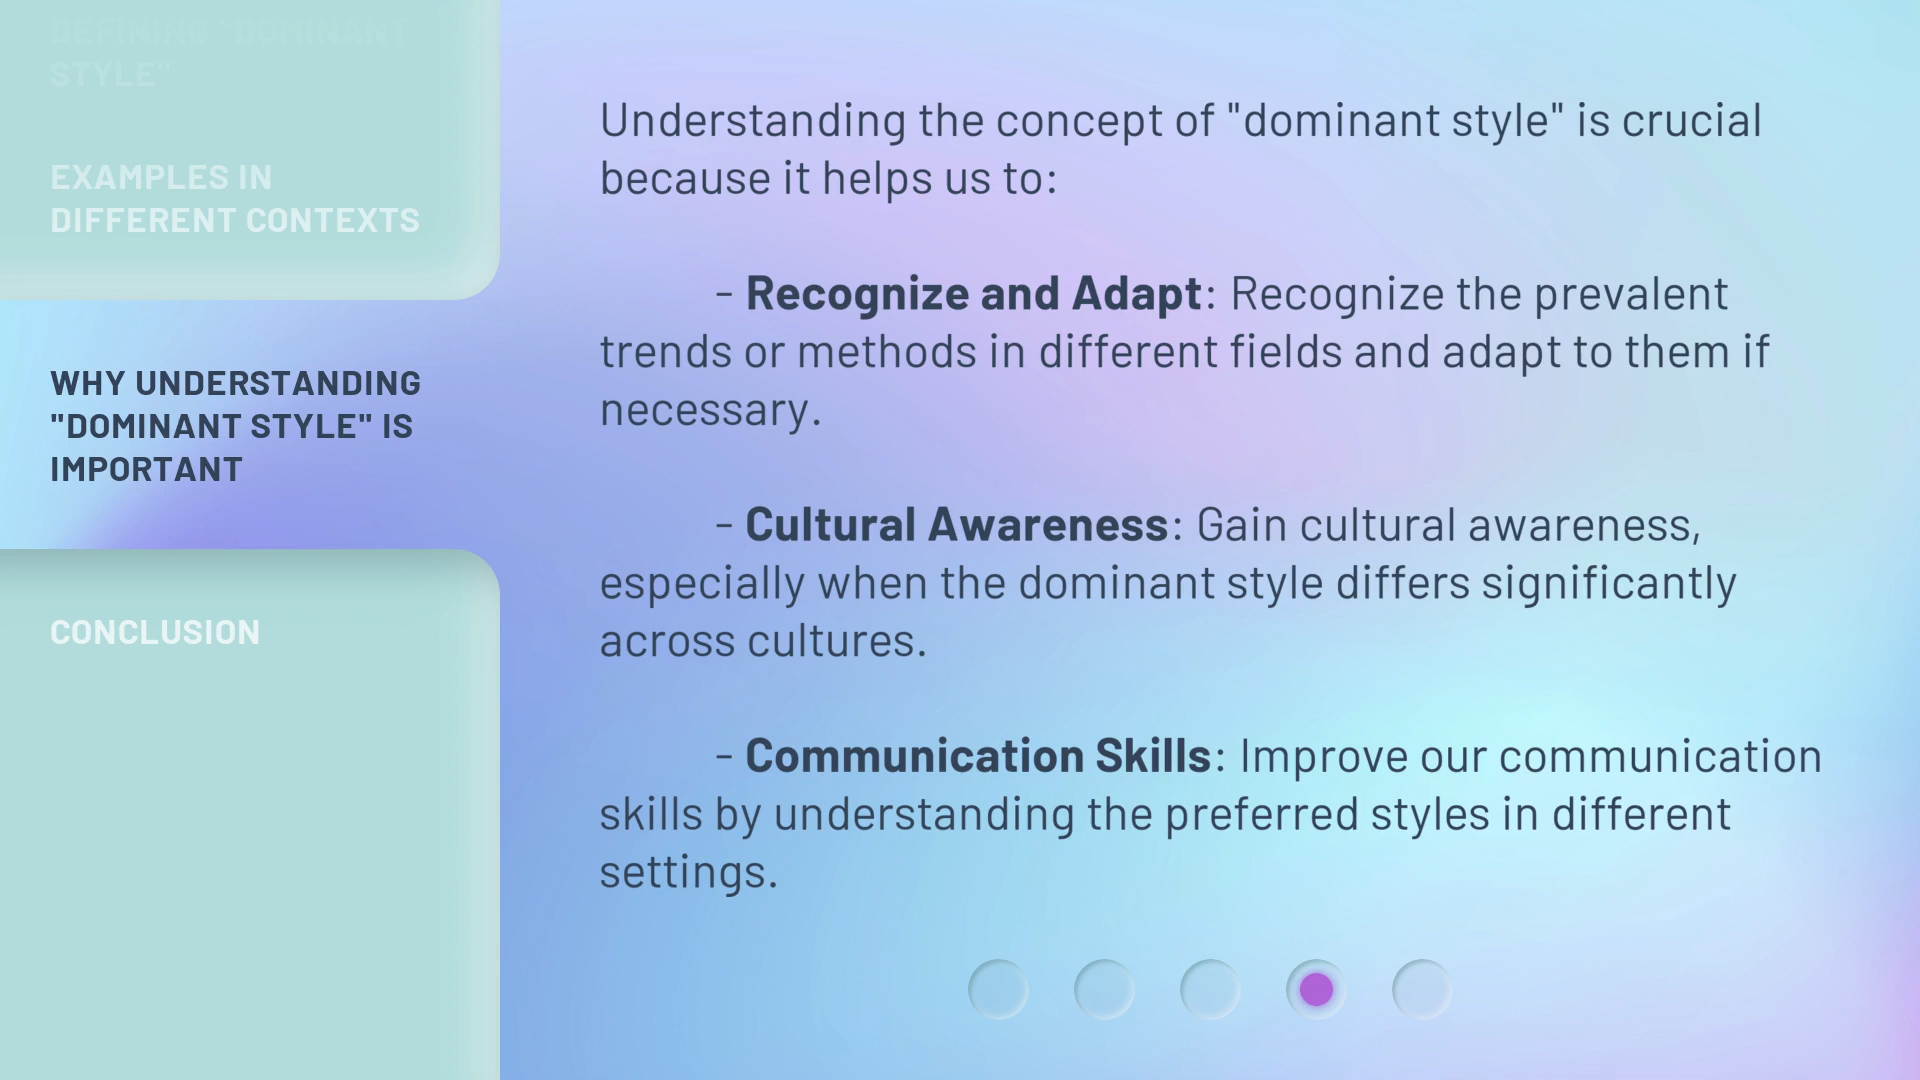 DEFINING "DOMINANT
STYLE"
EXAMPLES IN
DIFFERENT CONTEXTS
WHY UNDERSTANDING
"DOMINANT STYLE" IS
IMPORTANT
CONCLUSION
Understanding the concept of "dominant style" is crucial
because it helps us to:
- Recognize and Adapt: Recognize the prevalent
trends or methods in different fields and adapt to them if
necessary.
- Cultural Awareness: Gain cultural awareness,
especially when the dominant style differs significantly
across cultures.
- Communication Skills: Improve our communication
skills by understanding the preferred styles in different
settings.